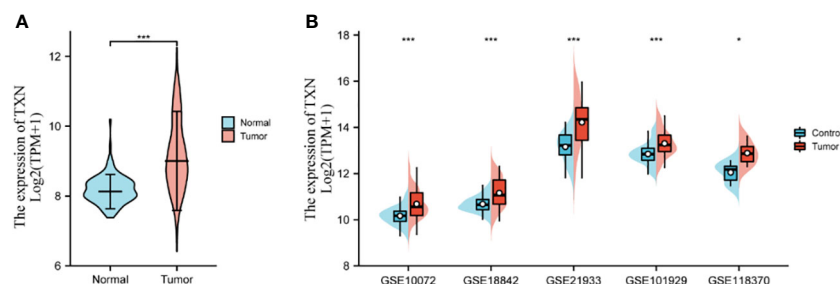 A
The expression of TXN
Log2(TPM+1)
12
10
8
6
***
Normal
Tumor
Normal
Tumor
B
The expression of TXN
Log2(TPM+1)
18
16
14
12
10
8
***
***
***
***
*
GSE10072
GSE18842
GSE21933
GSE101929
GSE118370
Contro
Tumor